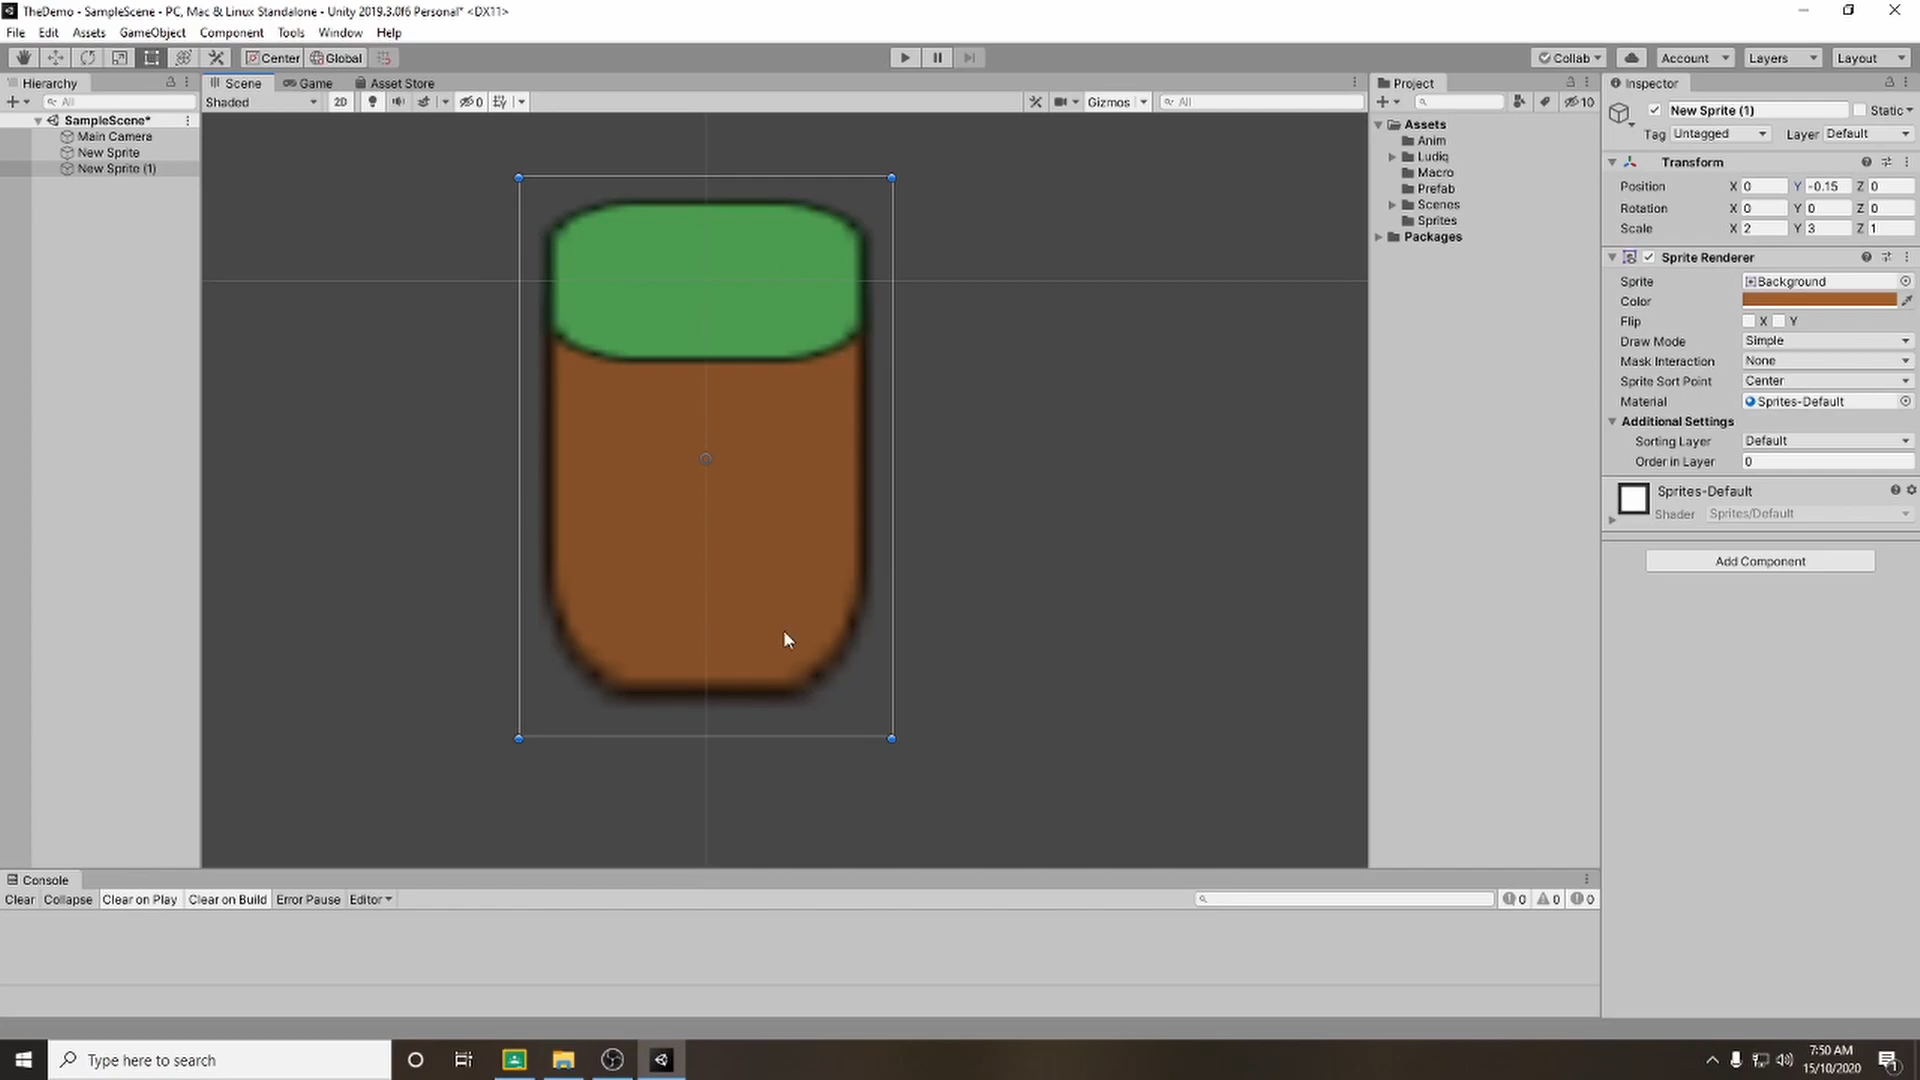 TheDemo - SampleScene - PC, Mac & Linux Standalone - Unity 2019.3.0f6 Personal* <DX11>
File Edit Assets GameObject Component Tools Window Help
Center Global Collab Account Layers Layout
Hierarchy
All
SampleScene*
Main Camera
New Sprite
New Sprite (1)
Scene Game Asset Store
Shaded 2D 0 Gizmos All
Project
10
Assets
Anim
Ludiq
Macro
Prefab
Scenes
Sprites
Packages
Inspector
New Sprite (1) Static
Tag Untagged Layer Default
Transform
Position X 0 Y -0.15 Z 0
Rotation X 0 Y 0 Z 0
Scale X 2 Y 3 Z 1
Sprite Renderer
Sprite Background
Color
Flip X Y
Draw Mode Simple
Mask Interaction None
Sprite Sort Point Center
Material Sprites-Default
Additional Settings
Sorting Layer Default
Order in Layer 0
Sprites-Default
Shader Sprites/Default
Add Component
Console
Clear Collapse Clear on Play Clear on Build Error Pause Editor 0 0 0
Type here to search
7:50 AM
15/10/2020
1